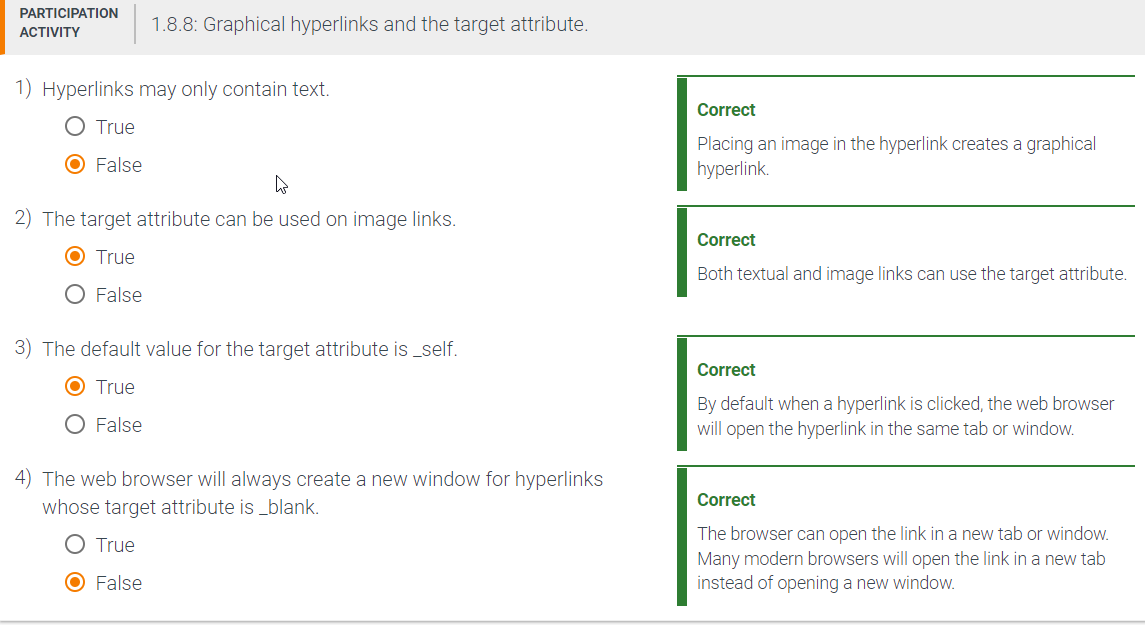 PARTICIPATION
ACTIVITY
1.8.8: Graphical hyperlinks and the target attribute.
1) Hyperlinks may only contain text.
True
False
Correct
Placing an image in the hyperlink creates a graphical
hyperlink.
2) The target attribute can be used on image links.
True
False
Correct
Both textual and image links can use the target attribute.
3) The default value for the target attribute is _self.
True
False
Correct
By default when a hyperlink is clicked, the web browser
will open the hyperlink in the same tab or window.
4) The web browser will always create a new window for hyperlinks
whose target attribute is _blank.
True
False
Correct
The browser can open the link in a new tab or window.
Many modern browsers will open the link in a new tab
instead of opening a new window.